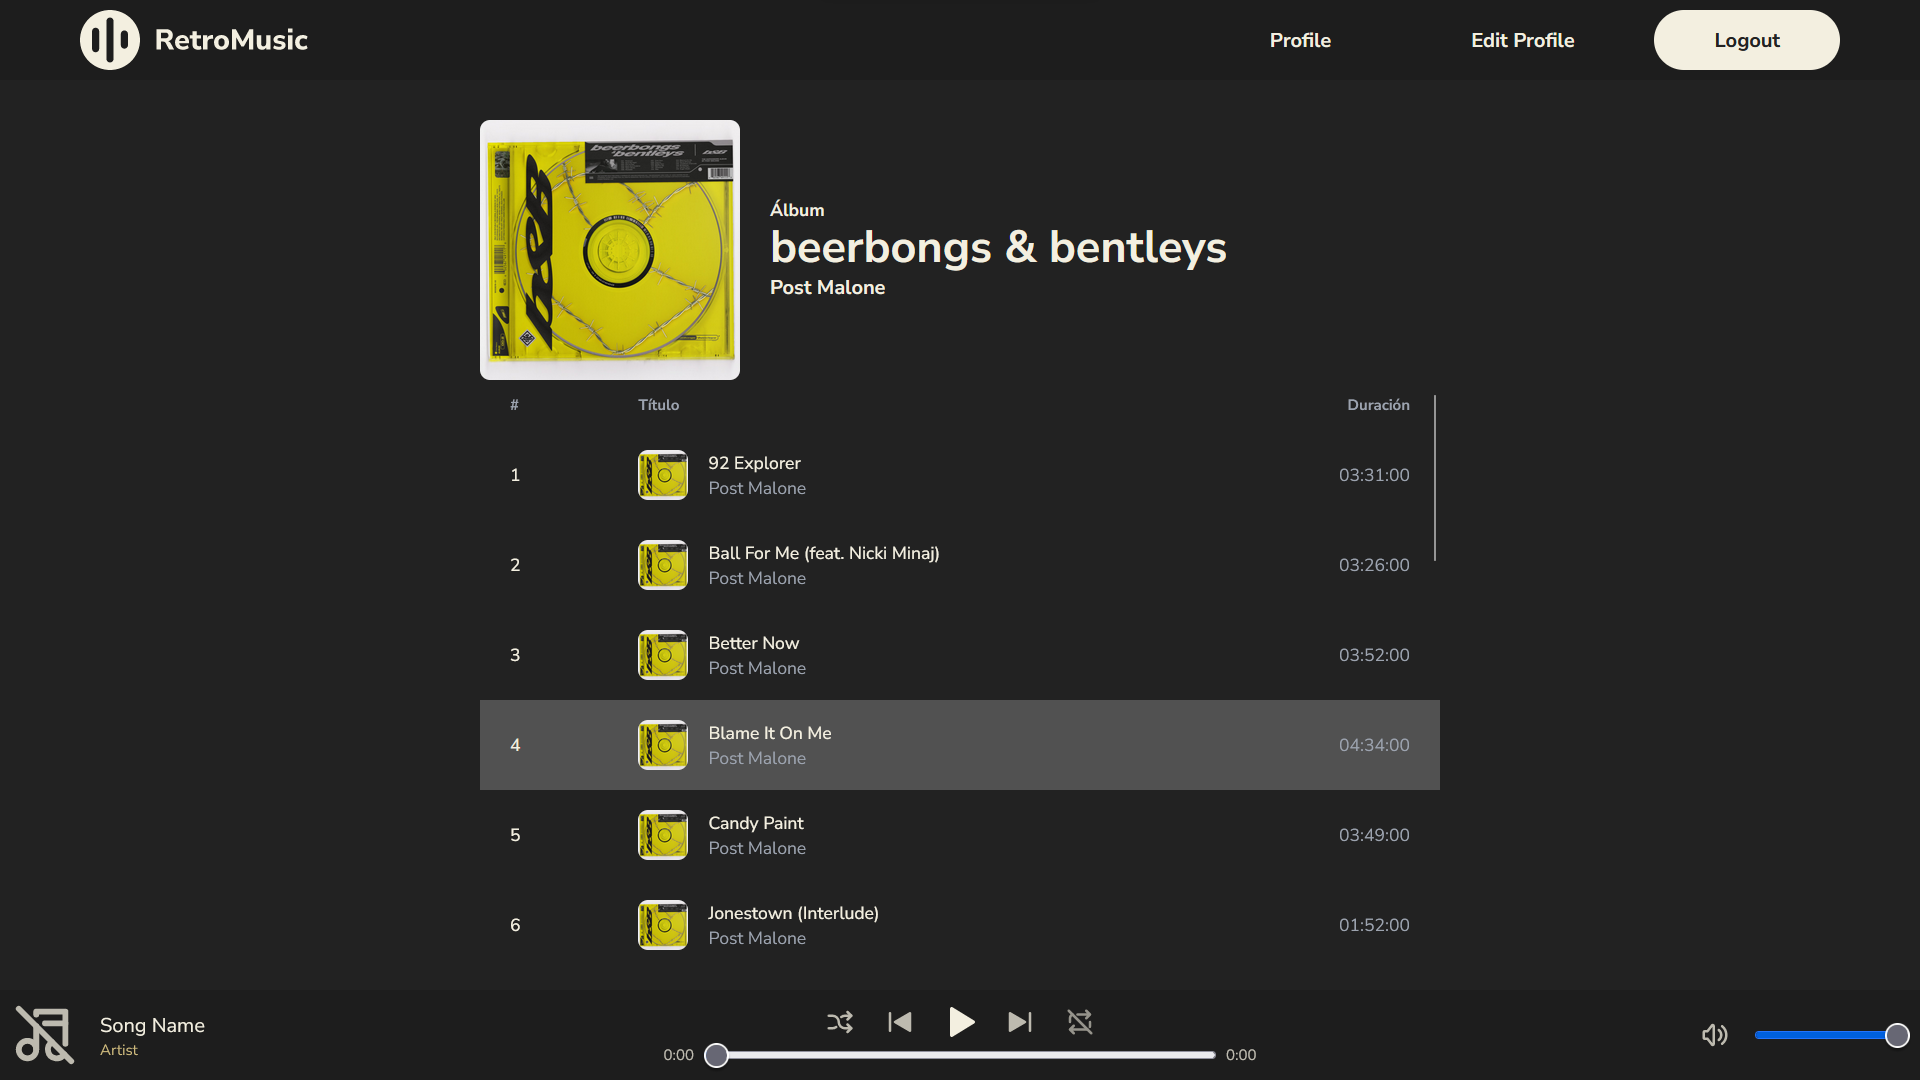 RetroMusic
Profile
Edit Profile
Logout
beerbongs
bentleys
Álbum
beerbongs & bentleys
Post Malone
# Título Duración
1 92 Explorer 03:31:00
Post Malone
2 Ball For Me (feat. Nicki Minaj) 03:26:00
Post Malone
3 Better Now 03:52:00
Post Malone
4 Blame It On Me 04:34:00
Post Malone
5 Candy Paint 03:49:00
Post Malone
6 Jonestown (Interlude) 01:52:00
Post Malone
Song Name
Artist
0:00 0:00